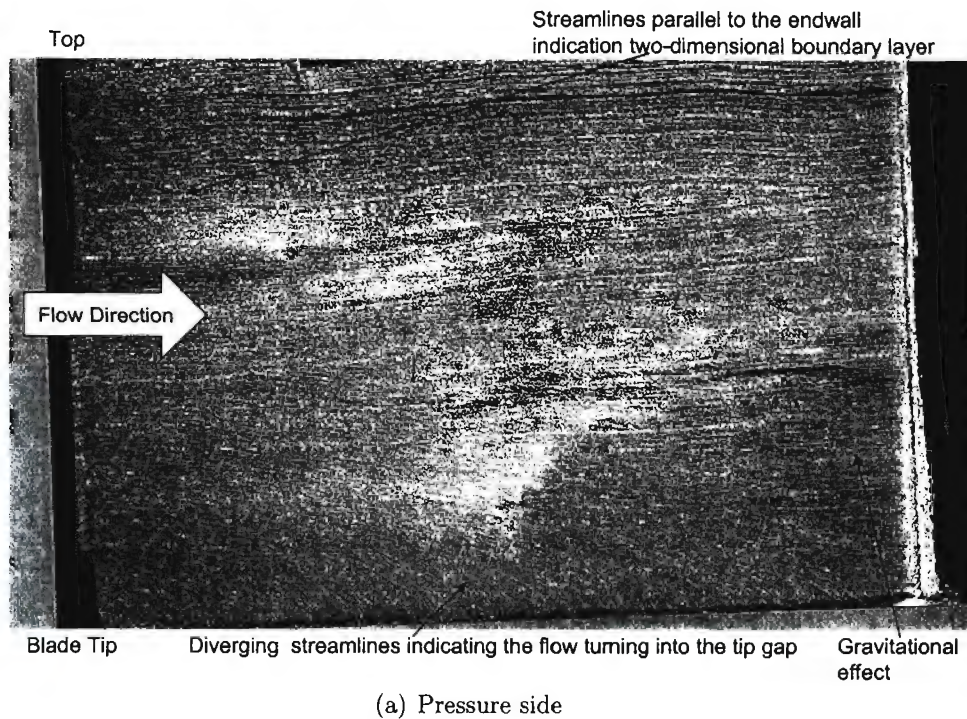 Top
Streamlines parallel to the endwall
indication two-dimensional boundary layer
Flow Direction
Blade Tip
Diverging streamlines indicating the flow turning into the tip gap
Gravitational
effect
(a) Pressure side